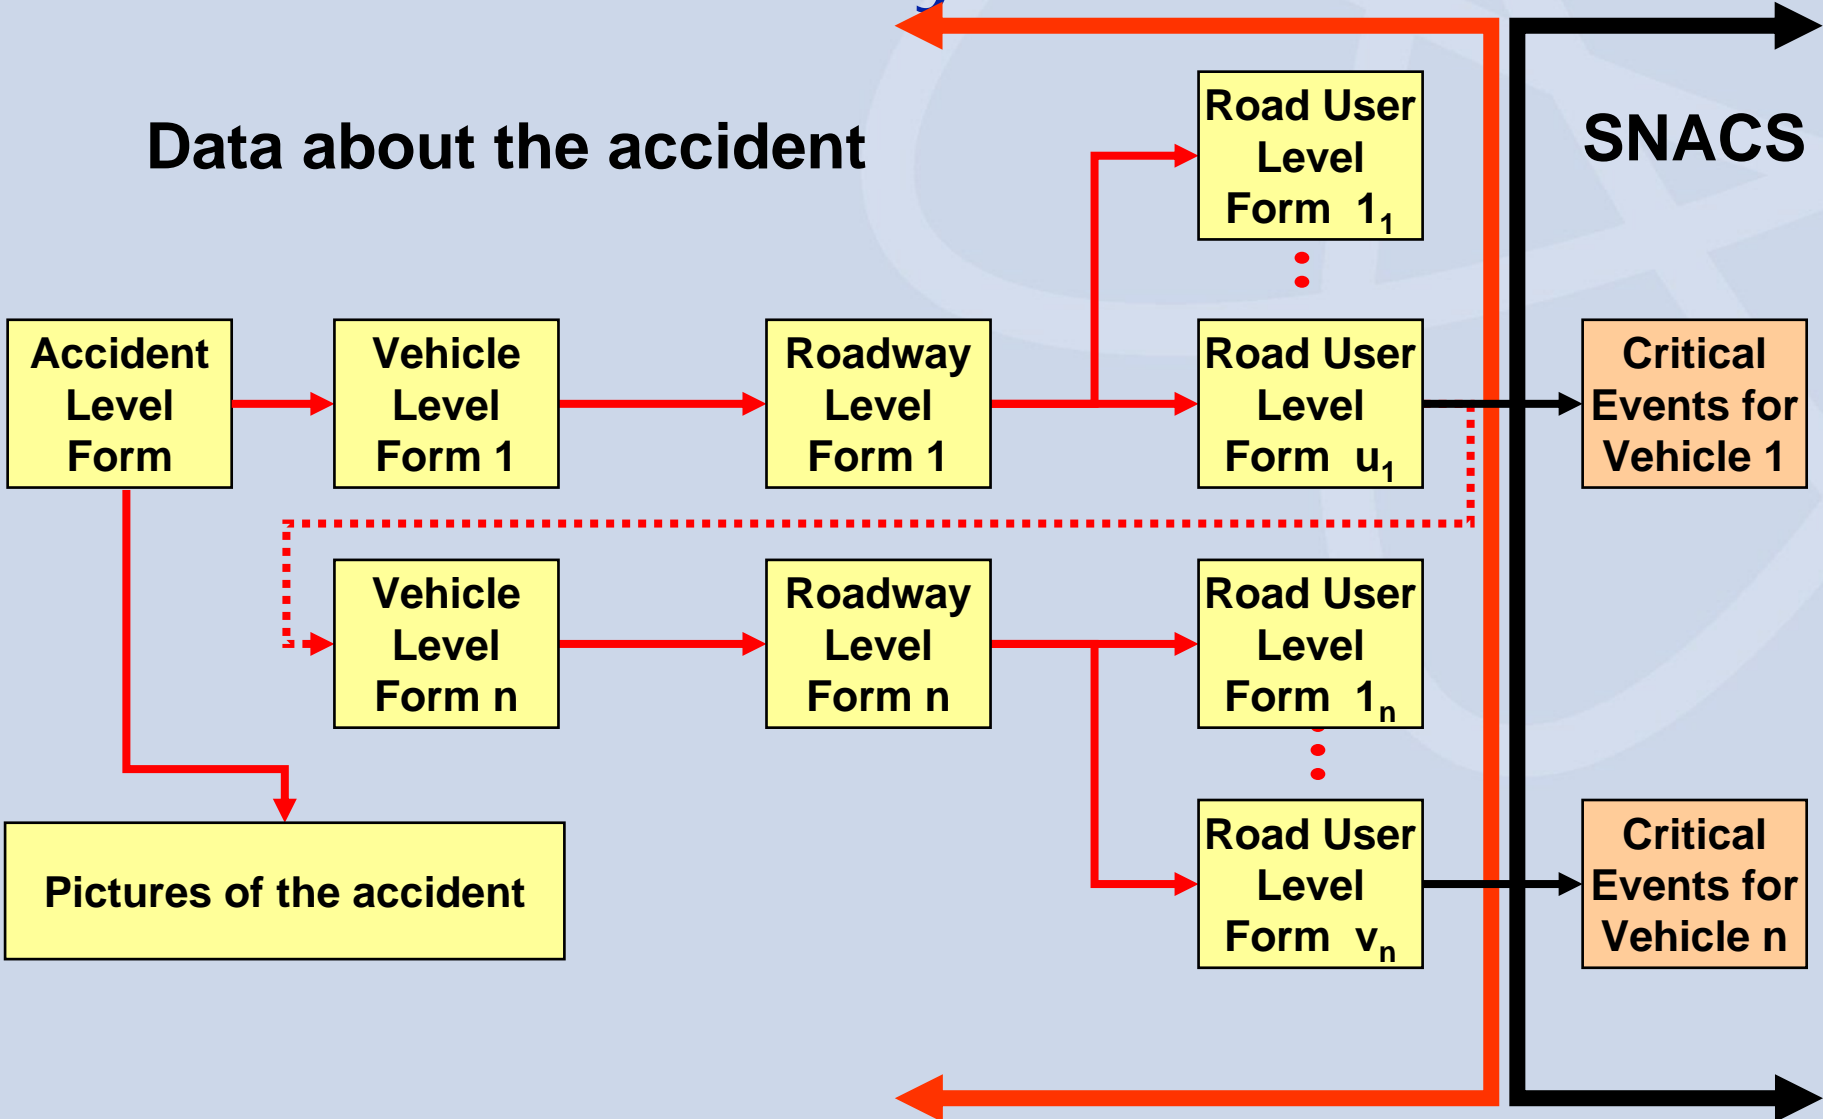 Data about the accident
SNACS
Road User
Level
Form 1₁
Accident
Level
Form
Vehicle
Level
Form 1
Roadway
Level
Form 1
Road User
Level
Form u₁
Critical
Events for
Vehicle 1
Vehicle
Level
Form n
Roadway
Level
Form n
Road User
Level
Form 1ₙ
Pictures of the accident
Road User
Level
Form vₙ
Critical
Events for
Vehicle n